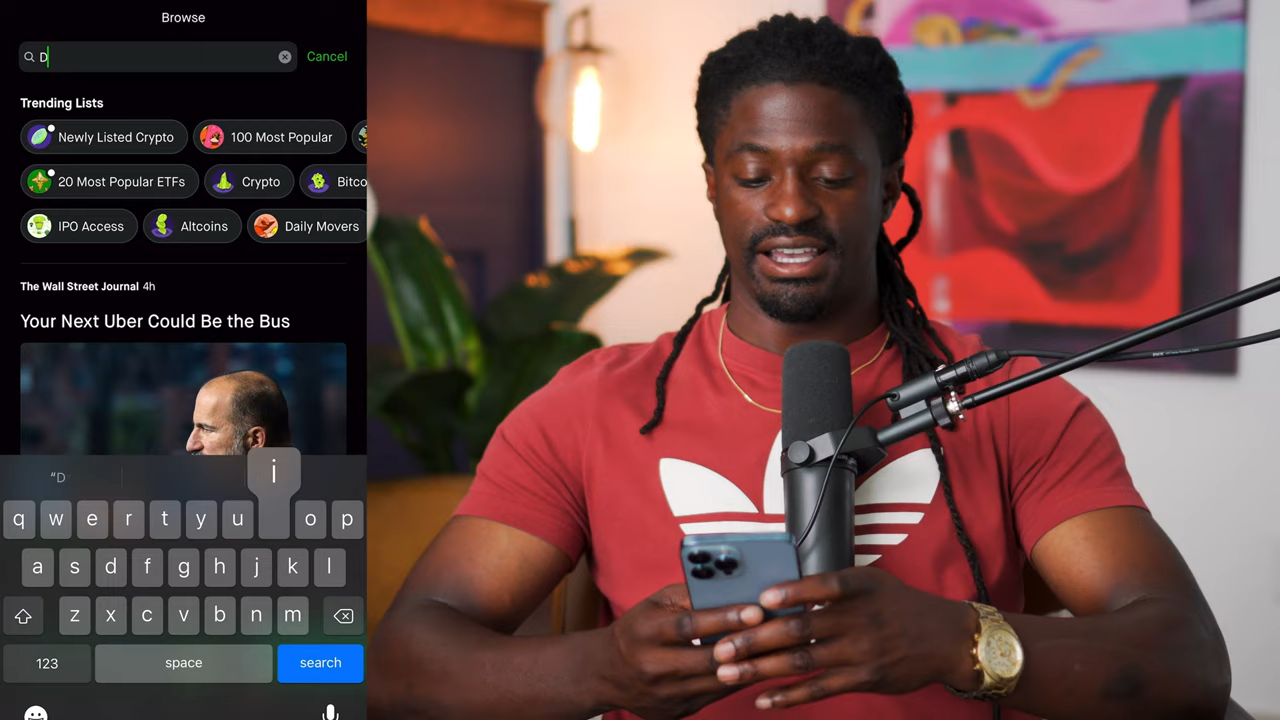 Browse
D
Cancel
Trending Lists
Newly Listed Crypto
100 Most Popular
20 Most Popular ETFs
Crypto
Bitco
IPO Access
Altcoins
Daily Movers
The Wall Street Journal 4h
Your Next Uber Could Be the Bus
“D
i
q w e r t y u o p
a s d f g h j k l
z x c v b n m
123 space search